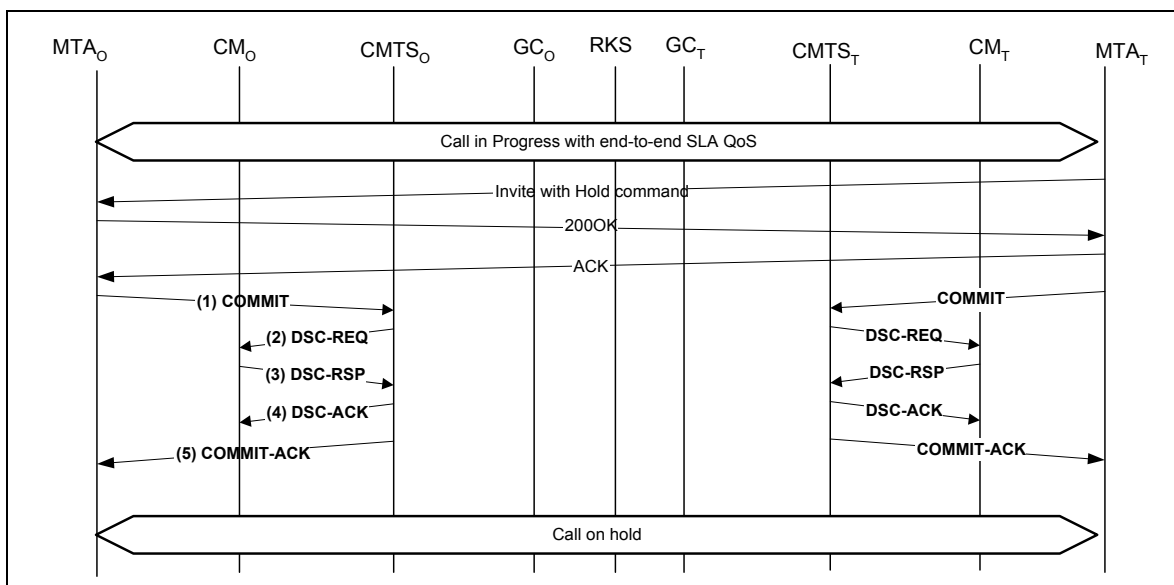 MTAO CMO CMTSO GCO RKS GCT CMTST CMT MTAT
Call in Progress with end-to-end SLA QoS
Invite with Hold command
200OK
ACK
(1) COMMIT COMMIT
(2) DSC-REQ DSC-REQ
(3) DSC-RSP DSC-RSP
(4) DSC-ACK DSC-ACK
(5) COMMIT-ACK COMMIT-ACK
Call on hold